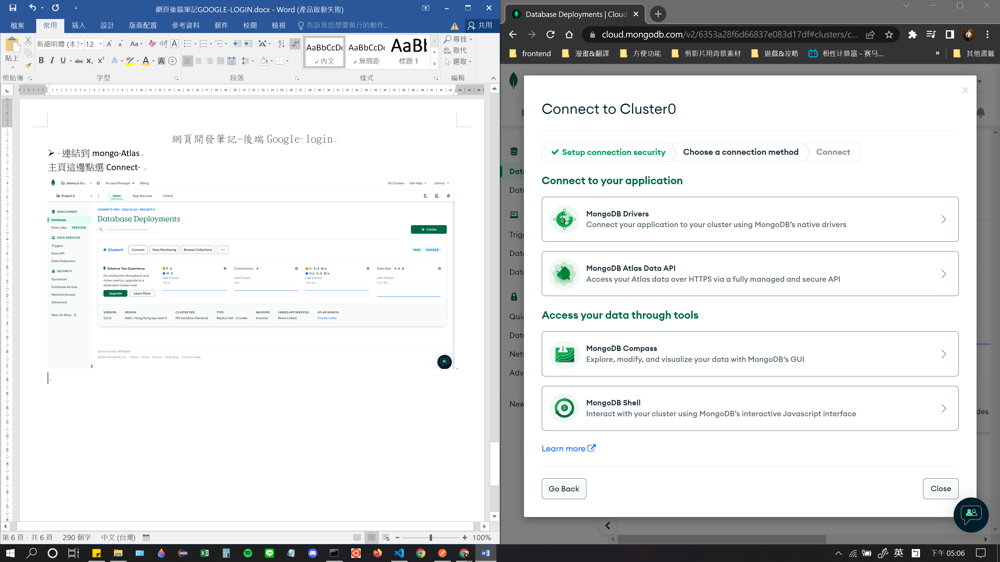 網頁後端筆記GOOGLE-LOGIN.docx - Word (產品啟動失敗)
檔案 常用 插入 設計 版面配置 參考資料 郵件 校閱 檢視 告訴我您想要執行的動作... 共用
貼上
剪貼簿
新細明體 (本文 12
字型
段落
AaBbCcDc AaBbCcDc AaBb
內文 無間距 標題 1
樣式
尋找
取代
選取
編輯
網頁開發筆記-後端 Google login
連結到 mongo Atlas
主頁這邊點選 Connect
Johnny's Or... Access Manager Billing All Clusters Get Help Johnny
Project 0 Atlas App Services Charts
DEPLOYMENT
Database
Data Lake PREVIEW
DATA SERVICES
Triggers
Data API
Data Federation
SECURITY
Quickstart
Database Access
Network Access
Advanced
New On Atlas 2
JOHNNY'S ORG - 2022-10-22 > PROJECT 0
Database Deployments
Find a database deployment...
+ Create
Cluster0 Connect View Monitoring Browse Collections ... FREE SHARED
Enhance Your Experience
For production throughput and
richer metrics, upgrade to a
dedicated cluster now!
Upgrade Learn More
R 0
W 0
Last 2 hours
100.0/s
Connections 0
Last 2 hours
100.0
In 0.0 B/s
Out 0.0 B/s
Last 2 hours
100.0 B/s
Data Size 0.0 B
Last 2 hours
512.0 MB
VERSION REGION CLUSTER TIER TYPE BACKUPS LINKED APP SERVICES ATLAS SEARCH
5.0.13 AWS / Hong Kong (ap-east-1) M0 Sandbox (General) Replica Set - 3 nodes Inactive None Linked Create Index
System Status: All Good
©2022 MongoDB, Inc. Status Terms Privacy Atlas Blog Contact Sales
第 6 頁，共 6 頁 290 個字 中文 (台灣) 100%
Database Deployments | Cloud
cloud.mongodb.com/v2/6353a28f6d66837e083d17df#clusters/c...
frontend 漫畫&翻譯 方便功能 剪影片用背景素材 遊戲&攻略 相性计算器 - 赛马... » 其他書籤
Connect to Cluster0
Setup connection security Choose a connection method Connect
Connect to your application
MongoDB Drivers
Connect your application to your cluster using MongoDB's native drivers
MongoDB Atlas Data API
Access your Atlas data over HTTPS via a fully managed and secure API
Access your data through tools
MongoDB Compass
Explore, modify, and visualize your data with MongoDB's GUI
MongoDB Shell
Interact with your cluster using MongoDB's interactive Javascript interface
Learn more
Go Back Close
英 下午 05:06